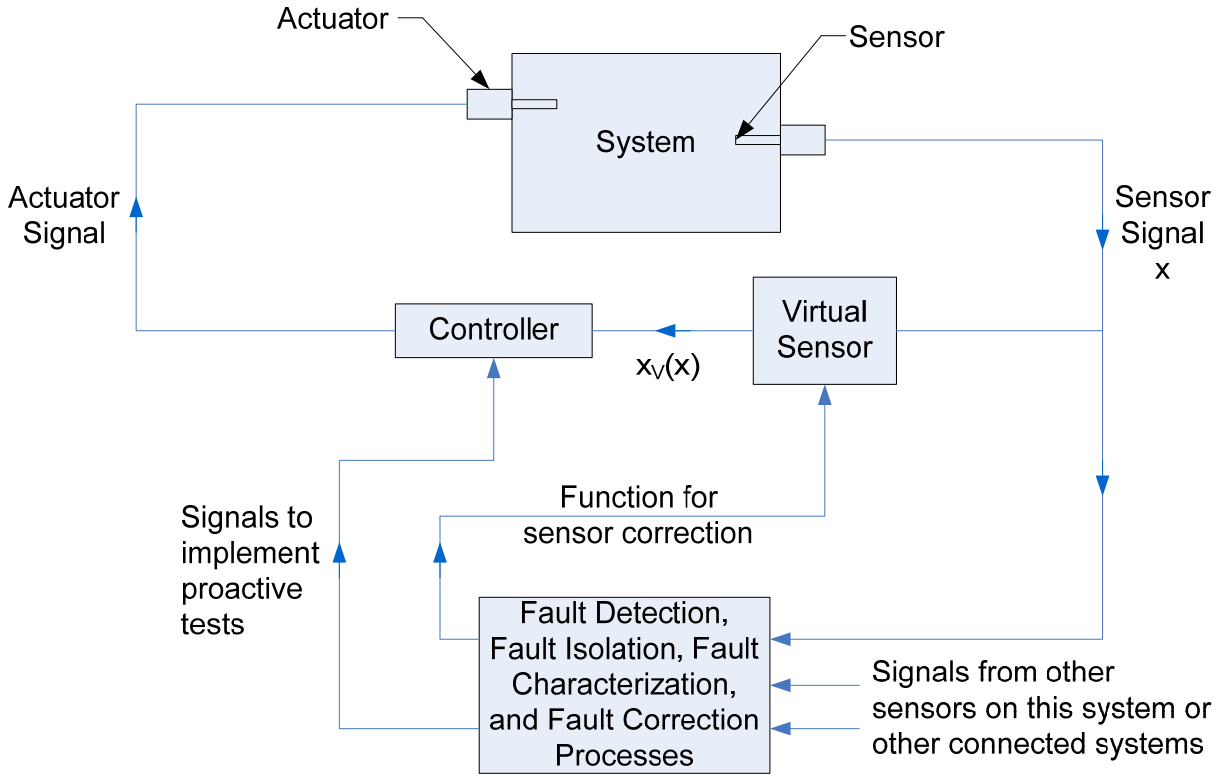 Actuator
Sensor
System
Actuator
Signal
Sensor
Signal
x
Virtual
Sensor
Controller
xV(x)
Function for
sensor correction
Signals to
implement
proactive
tests
Fault Detection,
Fault Isolation, Fault
Characterization,
and Fault Correction
Processes
Signals from other
sensors on this system or
other connected systems